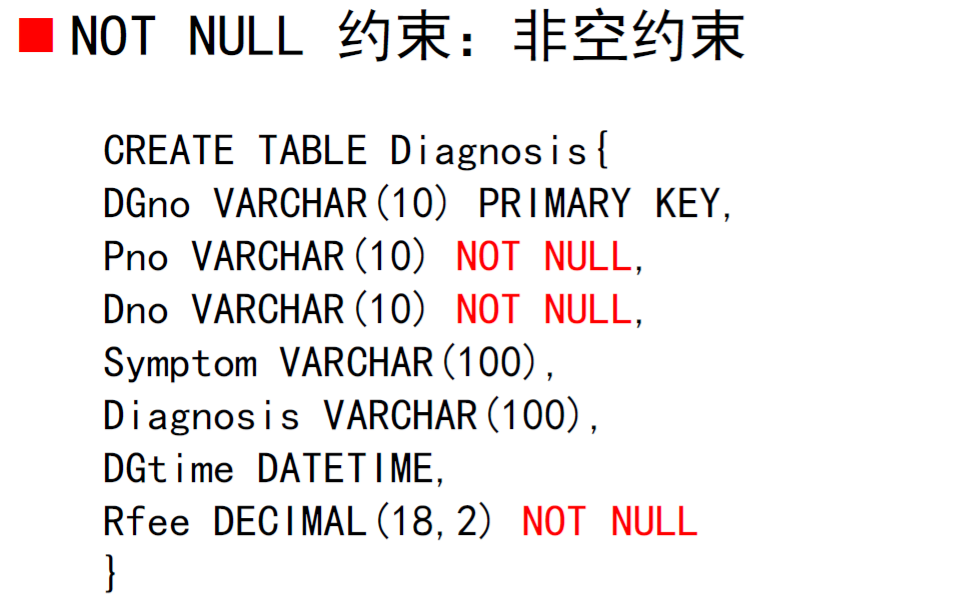 NOT NULL 约束：非空约束
CREATE TABLE Diagnosis{
DGno VARCHAR(10) PRIMARY KEY,
Pno VARCHAR(10) NOT NULL,
Dno VARCHAR(10) NOT NULL,
Symptom VARCHAR(100),
Diagnosis VARCHAR(100),
DGtime DATETIME,
Rfee DECIMAL(18,2) NOT NULL
}